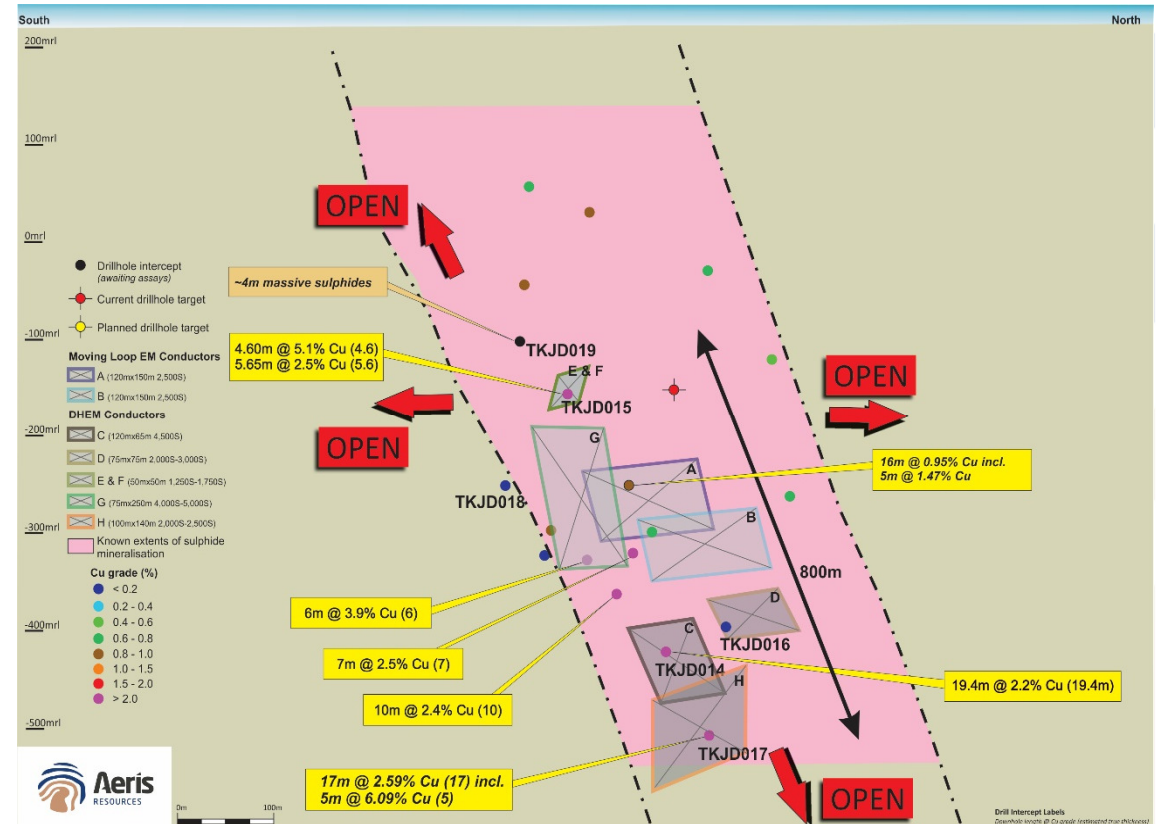 South
North
200mrl
100mrl
0mrl
-100mrl
-200mrl
-300mrl
-400mrl
-500mrl
OPEN
OPEN
OPEN
OPEN
Drillhole intercept
(awaiting assays)
Current drillhole target
Planned drillhole target
Moving Loop EM Conductors
A (120mx150m 2,500S)
B (120mx150m 2,500S)
DHEM Conductors
C (120mx65m 4,500S)
D (75mx75m 2,000S-3,000S)
E & F (50mx50m 1,250S-1,750S)
G (75mx250m 4,000S-5,000S)
H (100mx140m 2,000S-2,500S)
Known extents of sulphide
mineralisation
Cu grade (%)
< 0.2
0.2 - 0.4
0.4 - 0.6
0.6 - 0.8
0.8 - 1.0
1.0 - 1.5
1.5 - 2.0
> 2.0
~4m massive sulphides
TKJD019
4.60m @ 5.1% Cu (4.6)
5.65m @ 2.5% Cu (5.6)
E & F
TKJD015
G
A
16m @ 0.95% Cu incl.
5m @ 1.47% Cu
TKJD018
B
800m
6m @ 3.9% Cu (6)
D
TKJD016
7m @ 2.5% Cu (7)
C
TKJD014
10m @ 2.4% Cu (10)
H
19.4m @ 2.2% Cu (19.4m)
TKJD017
17m @ 2.59% Cu (17) incl.
5m @ 6.09% Cu (5)
Aeris
RESOURCES
0m
100m
Drill Intercept Labels
Downhole length @ Cu grade (estimated true thickness)